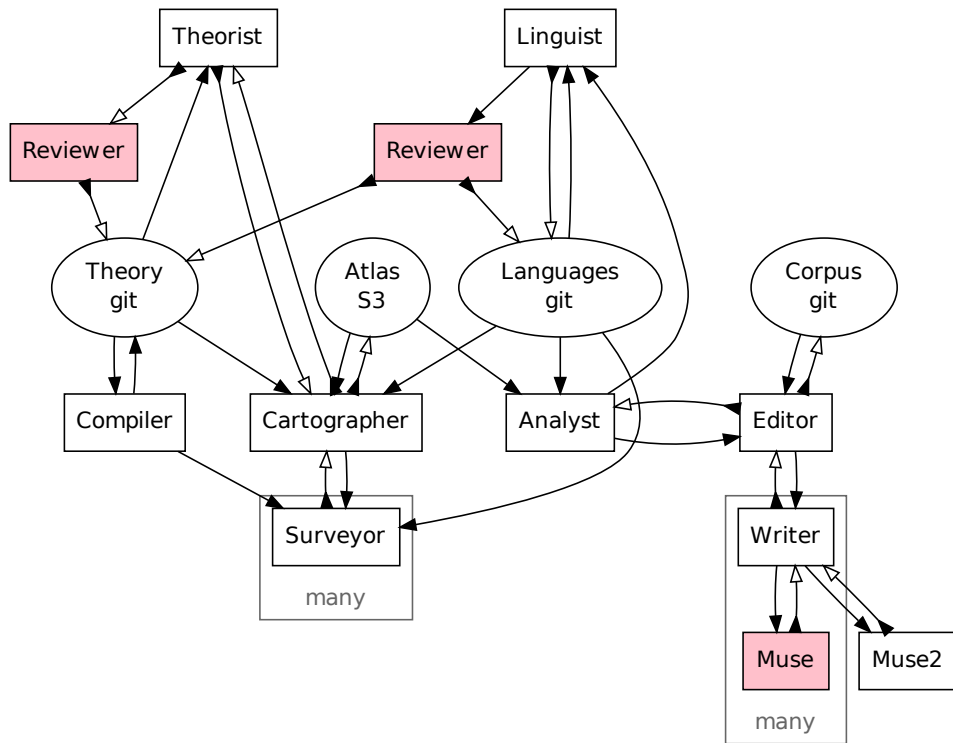 Theorist
Linguist
Reviewer
Reviewer
Theory
git
Atlas
S3
Languages
git
Corpus
git
Compiler
Cartographer
Analyst
Editor
Surveyor
many
Writer
Muse
Muse2
many